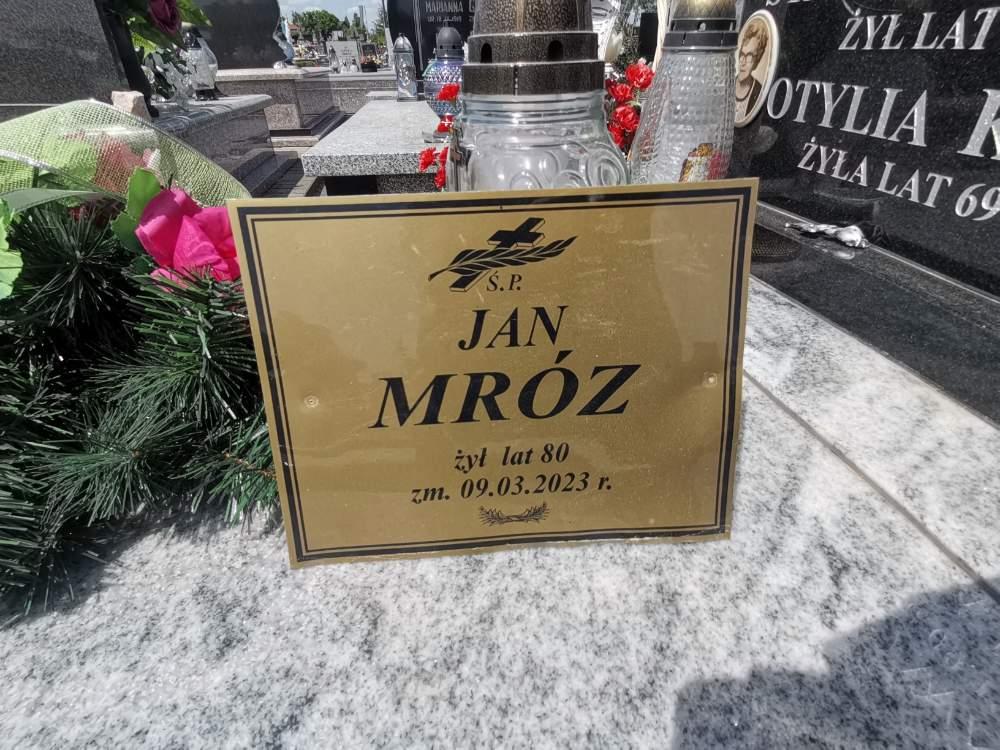 MARIANNA G
ŻYŁ LAT
OTYLIA K
ŻYŁA LAT 69
Ś.P.
JAN
MRÓZ
żył lat 80
zm. 09.03.2023 r.